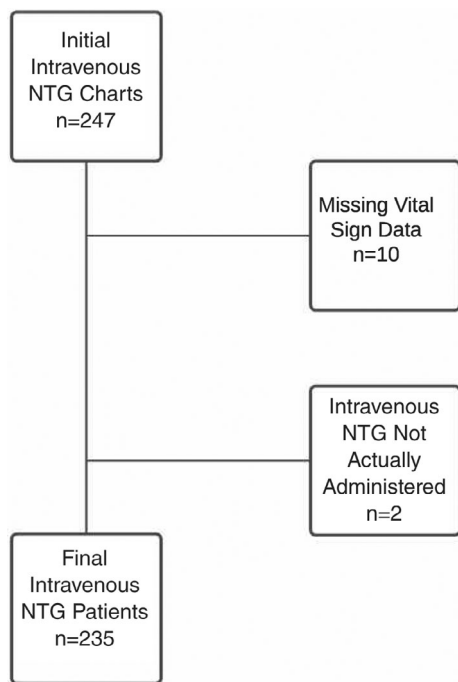 Initial
Intravenous
NTG Charts
n=247
Missing Vital
Sign Data
n=10
Intravenous
NTG Not
Actually
Administered
n=2
Final
Intravenous
NTG Patients
n=235